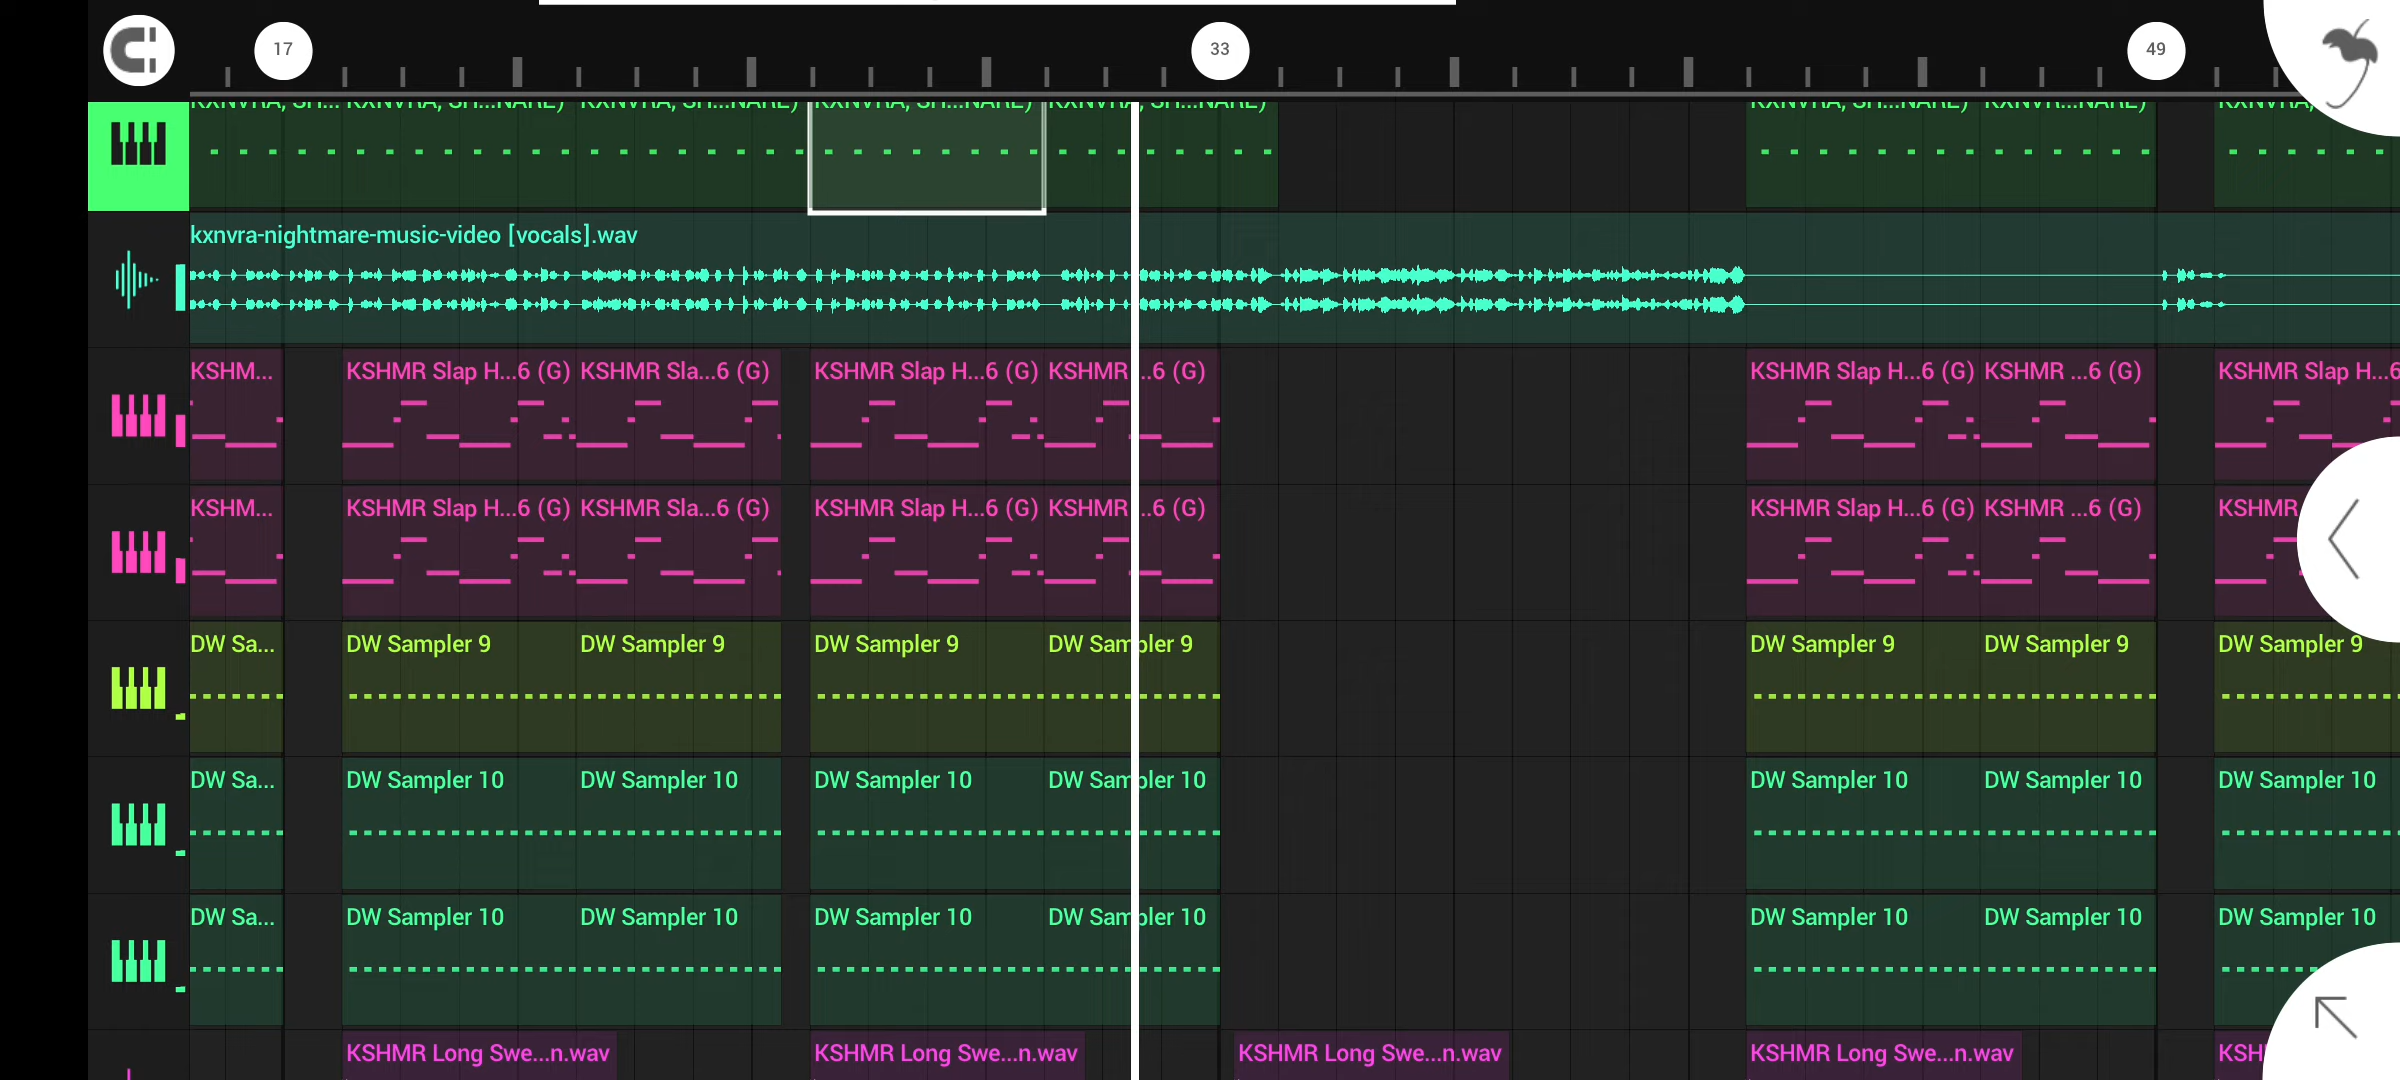 17 33 49
kxnvra-nightmare-music-video [vocals].wav
KSHM... KSHMR Slap H...6 (G) KSHMR Sla...6 (G) KSHMR Slap H...6 (G) KSHMR ...6 (G) KSHMR Slap H...6 (G) KSHMR ...6 (G) KSHMR Slap H...6
KSHM... KSHMR Slap H...6 (G) KSHMR Sla...6 (G) KSHMR Slap H...6 (G) KSHMR ...6 (G) KSHMR Slap H...6 (G) KSHMR ...6 (G) KSHMR
DW Sa... DW Sampler 9 DW Sampler 9 DW Sampler 9 DW Sampler 9 DW Sampler 9 DW Sampler 9 DW Sampler 9
DW Sa... DW Sampler 10 DW Sampler 10 DW Sampler 10 DW Sampler 10 DW Sampler 10 DW Sampler 10 DW Sampler 10
DW Sa... DW Sampler 10 DW Sampler 10 DW Sampler 10 DW Sampler 10 DW Sampler 10 DW Sampler 10 DW Sampler 10
KSHMR Long Swe...n.wav KSHMR Long Swe...n.wav KSHMR Long Swe...n.wav KSHMR Long Swe...n.wav KSH